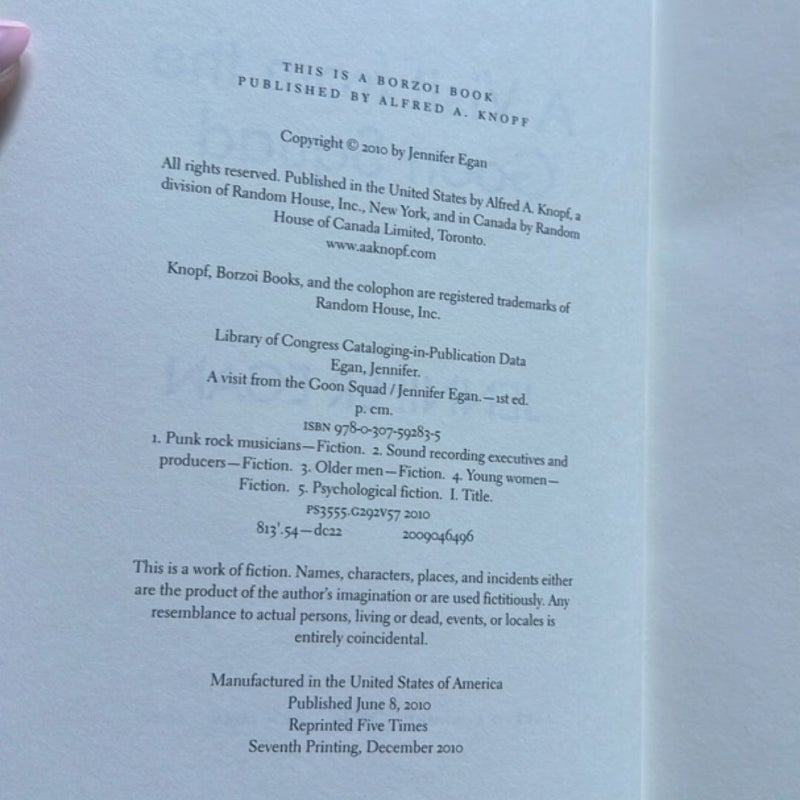 THIS IS A BORZOI BOOK
PUBLISHED BY ALFRED A. KNOPF
Copyright © 2010 by Jennifer Egan
All rights reserved. Published in the United States by Alfred A. Knopf, a
division of Random House, Inc., New York, and in Canada by Random
House of Canada Limited, Toronto.
www.aaknopf.com
Knopf, Borzoi Books, and the colophon are registered trademarks of
Random House, Inc.
Library of Congress Cataloging-in-Publication Data
Egan, Jennifer.
A visit from the Goon Squad / Jennifer Egan.—1st ed.
p. cm.
ISBN 978-0-307-59283-5
1. Punk rock musicians—Fiction. 2. Sound recording executives and
producers—Fiction. 3. Older men—Fiction. 4. Young women—
Fiction. 5. Psychological fiction. I. Title.
PS3555.G292V57 2010
813'.54—dc22 2009046496
This is a work of fiction. Names, characters, places, and incidents either
are the product of the author's imagination or are used fictitiously. Any
resemblance to actual persons, living or dead, events, or locales is
entirely coincidental.
Manufactured in the United States of America
Published June 8, 2010
Reprinted Five Times
Seventh Printing, December 2010